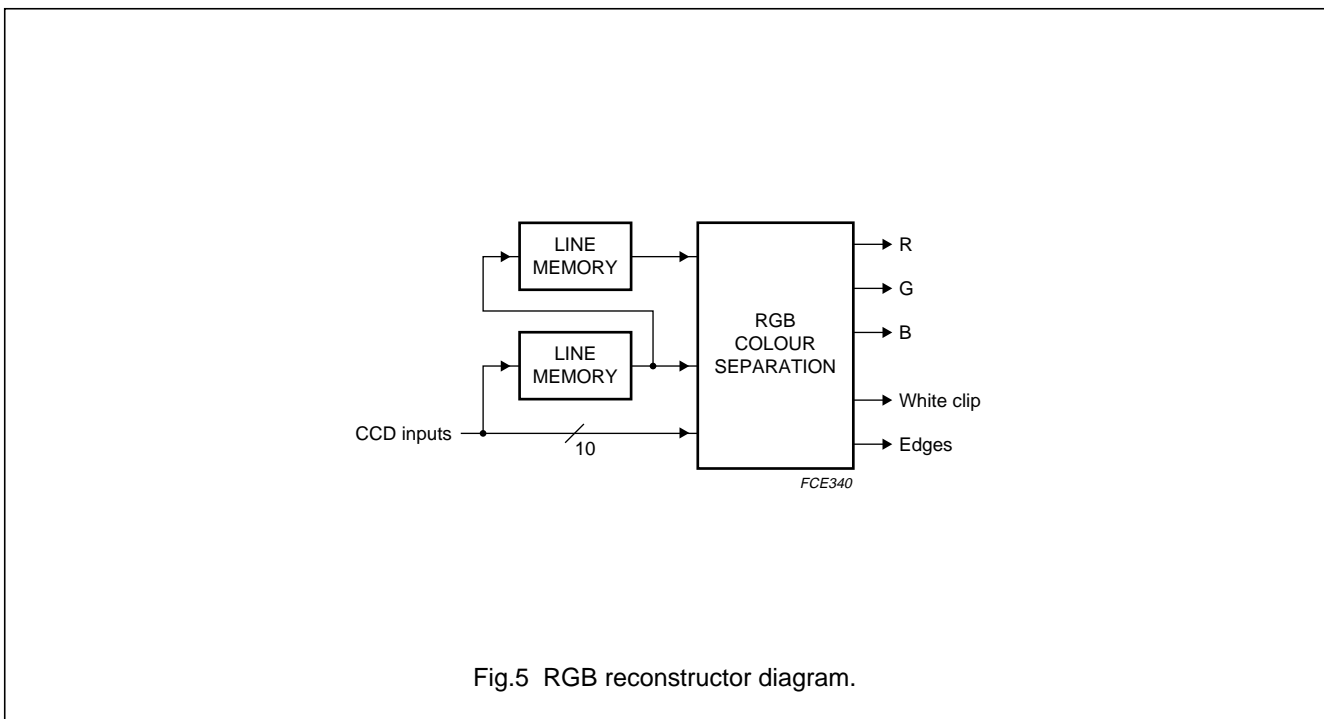 LINE
MEMORY
LINE
MEMORY
CCD inputs
10
RGB
COLOUR
SEPARATION
R
G
B
White clip
Edges
FCE340
Fig.5 RGB reconstructor diagram.